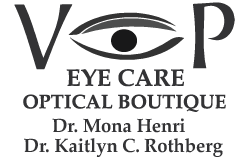 V P
EYE CARE
OPTICAL BOUTIQUE
Dr. Mona Henri
Dr. Kaitlyn C. Rothberg